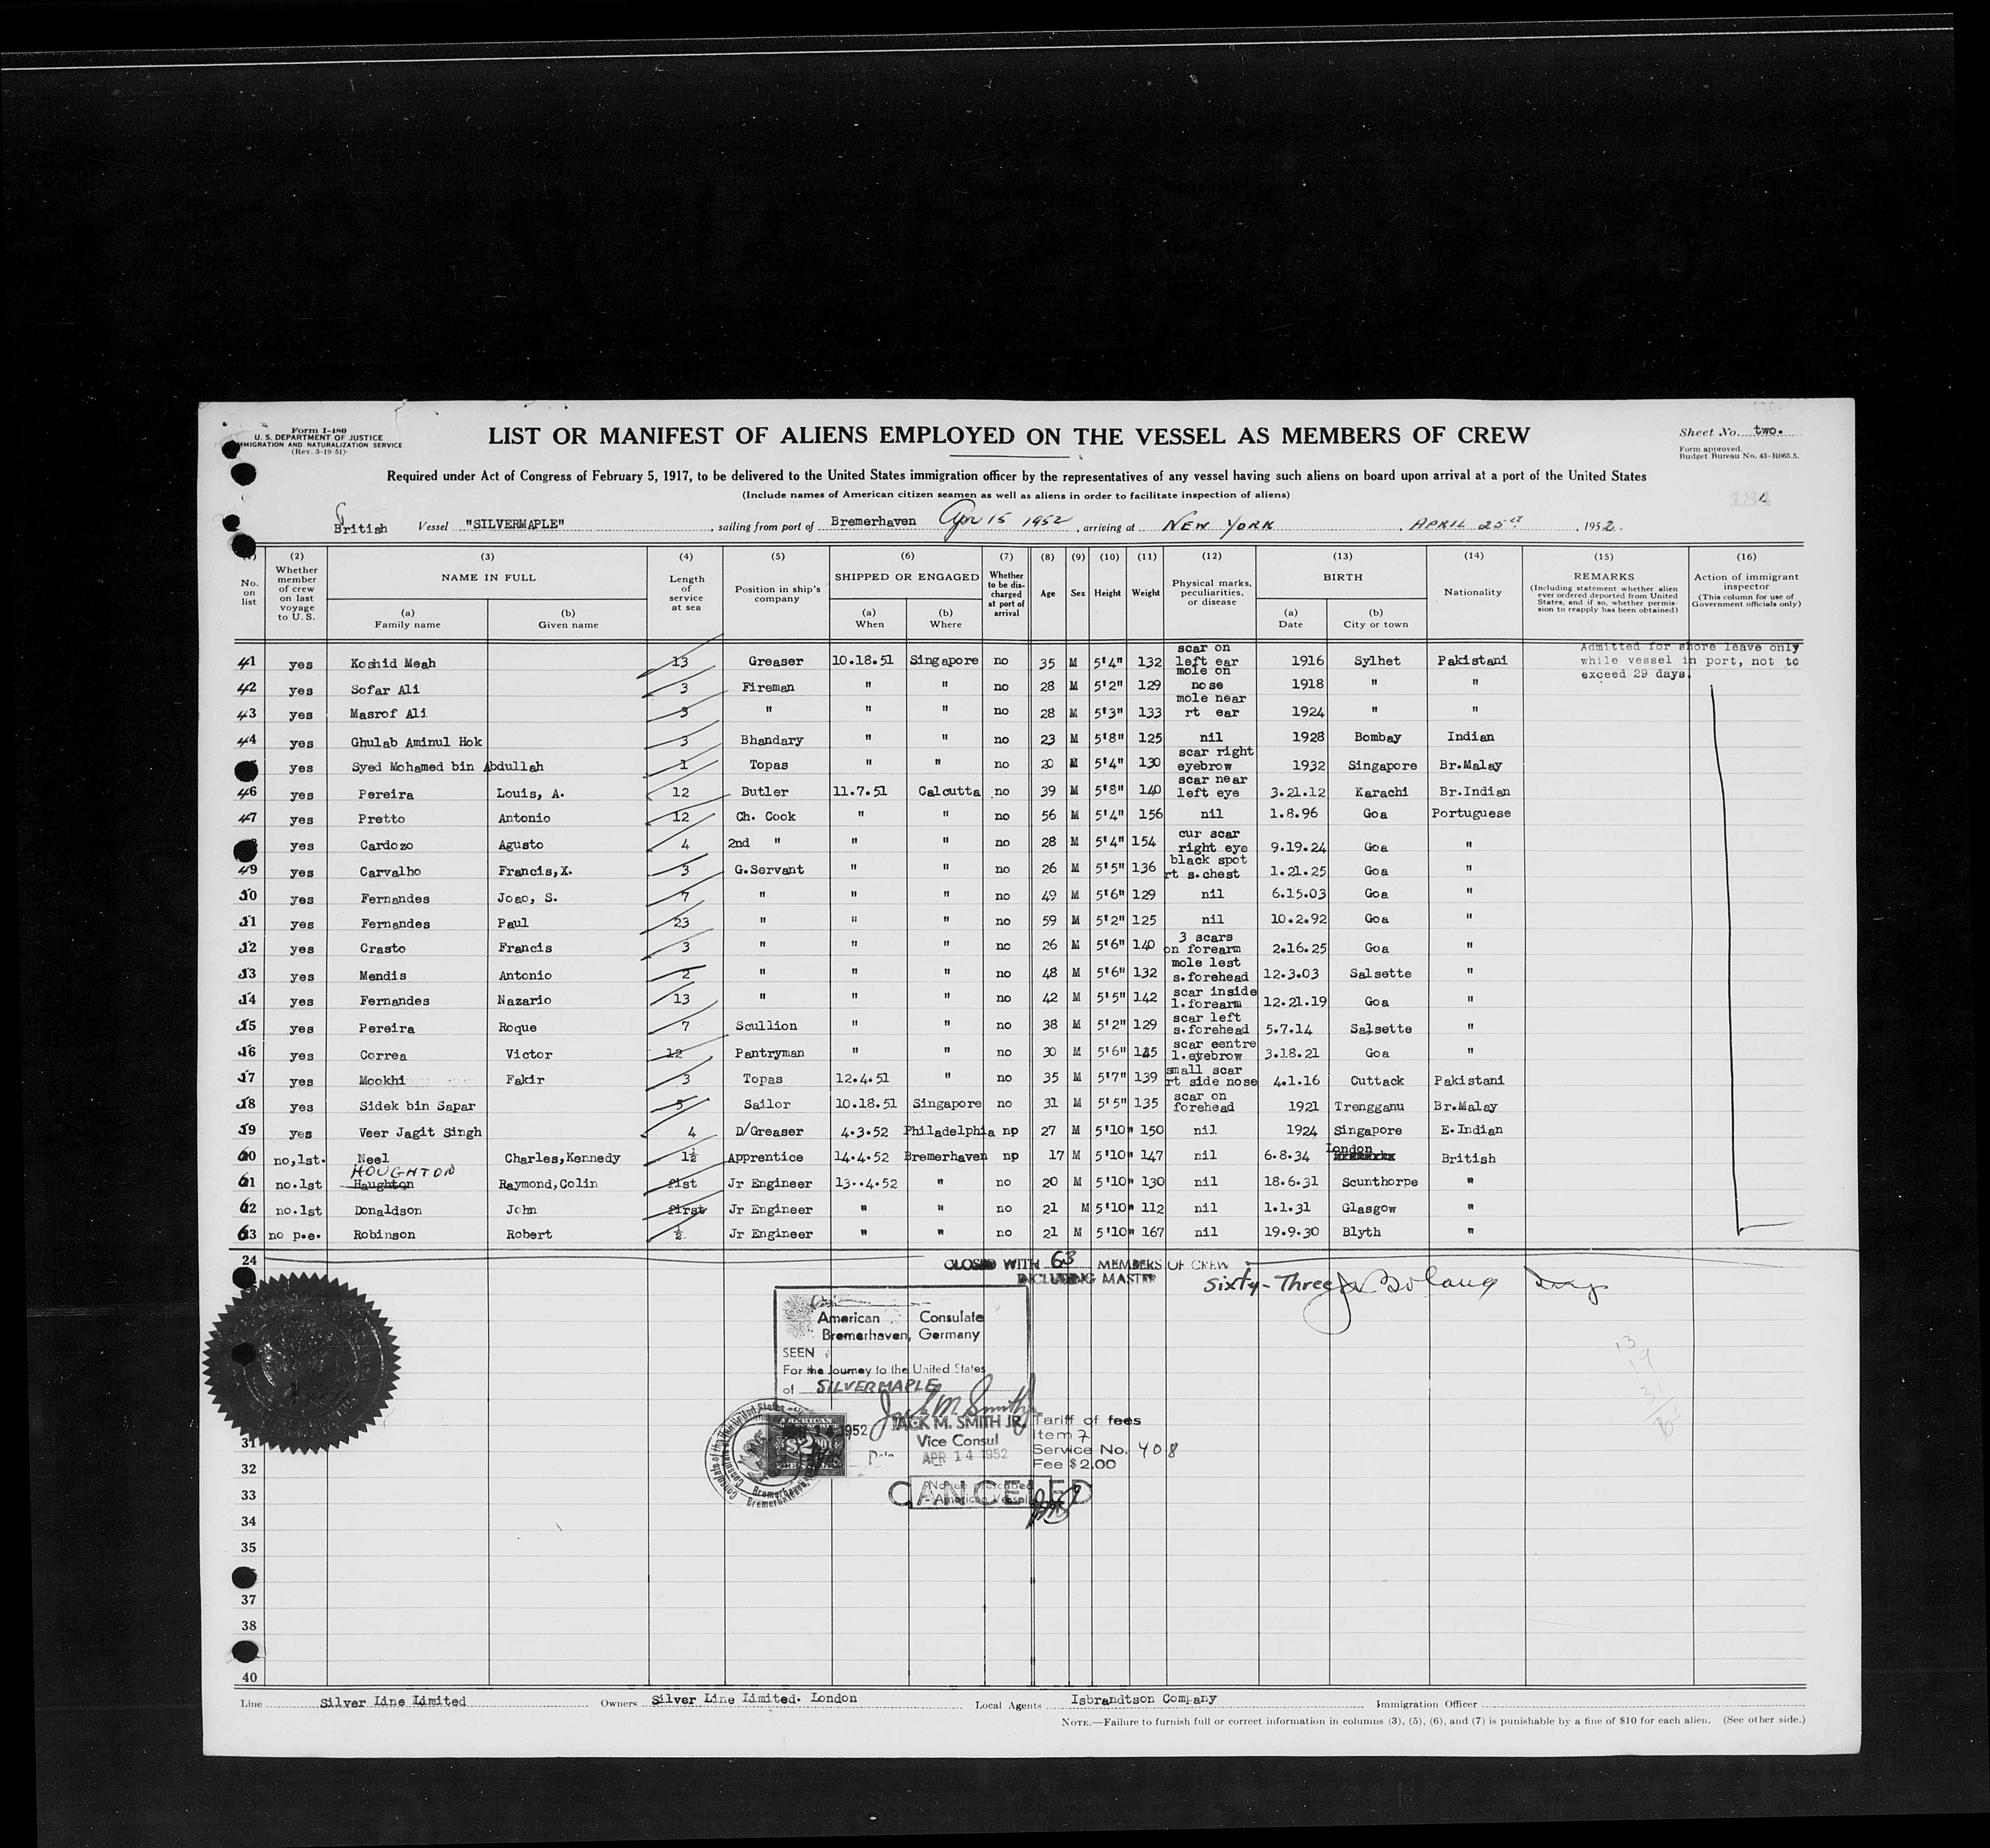 Form I-480
U. S. DEPARTMENT OF JUSTICE
IMMIGRATION AND NATURALIZATION SERVICE
(Rev. 3-19-51)
LIST OR MANIFEST OF ALIENS EMPLOYED ON THE VESSEL AS MEMBERS OF CREW
Sheet No. two.
Form approved.
Budget Bureau No. 43-R065.5.
Required under Act of Congress of February 5, 1917, to be delivered to the United States immigration officer by the representatives of any vessel having such aliens on board upon arrival at a port of the United States
(Include names of American citizen seamen as well as aliens in order to facilitate inspection of aliens)
184
British Vessel "SILVERMAPLE", sailing from port of Bremerhaven Apr 15 1952, arriving at NEW YORK, APRIL 25th, 1952.
(2) (3) (4) (5) (6) (7) (8) (9) (10) (11) (12) (13) (14) (15) (16)
No. on list
Whether member of crew on last voyage to U. S.
NAME IN FULL
(a) Family name
(b) Given name
Length of service at sea
Position in ship's company
SHIPPED OR ENGAGED
(a) When
(b) Where
Whether to be discharged at port of arrival
Age
Sex
Height
Weight
Physical marks, peculiarities, or disease
BIRTH
(a) Date
(b) City or town
Nationality
REMARKS
(Including statement whether alien ever ordered deported from United States, and if so, whether permission to reapply has been obtained)
Action of immigrant inspector
(This column for use of Government officials only)
Admitted for shore leave only
while vessel in port, not to
exceed 29 days.
41 yes Koshid Meah 13 Greaser 10.18.51 Singapore no 35 M 5'4" 132 scar on left ear 1916 Sylhet Pakistani
42 yes Sofar Ali 3 Fireman " " no 28 M 5'2" 129 mole on nose 1918 " "
43 yes Masrof Ali 3 " " " no 28 M 5'3" 133 mole near rt ear 1924 " "
44 yes Ghulab Aminul Hok 3 Bhandary " " no 23 M 5'8" 125 nil 1928 Bombay Indian
yes Syed Mohamed bin Abdullah 1 Topas " " no 20 M 5'4" 130 scar right eyebrow 1932 Singapore Br.Malay
46 yes Pereira Louis, A. 12 Butler 11.7.51 Calcutta no 39 M 5'8" 140 scar near left eye 3.21.12 Karachi Br.Indian
47 yes Pretto Antonio 12 Ch. Cook " " no 56 M 5'4" 156 nil 1.8.96 Goa Portuguese
yes Cardozo Agusto 4 2nd " " " no 28 M 5'4" 154 cur scar right eye 9.19.24 Goa "
49 yes Carvalho Francis,X. 3 G.Servant " " no 26 M 5'5" 136 black spot rt s.chest 1.21.25 Goa "
10 yes Fernandes Joao, S. 7 " " " no 49 M 5'6" 129 nil 6.15.03 Goa "
11 yes Fernandes Paul 23 " " " no 59 M 5'2" 125 nil 10.2.92 Goa "
12 yes Crasto Francis 3 " " " no 26 M 5'6" 140 3 scars on forearm 2.16.25 Goa "
13 yes Mendis Antonio 2 " " " no 48 M 5'6" 132 mole lest s.forehead 12.3.03 Salsette "
14 yes Fernandes Nazario 13 " " " no 42 M 5'5" 142 scar inside l.forearm 12.21.19 Goa "
15 yes Pereira Roque 7 Scullion " " no 38 M 5'2" 129 scar left s.forehead 5.7.14 Salsette "
16 yes Correa Victor 12 Pantryman " " no 30 M 5'6" 125 scar eentre l.eyebrow 3.18.21 Goa "
17 yes Mookhi Fakir 3 Topas 12.4.51 " no 35 M 5'7" 139 small scar rt side nose 4.1.16 Cuttack Pakistani
18 yes Sidek bin Sapar 5 Sailor 10.18.51 Singapore no 31 M 5'5" 135 scar on forehead 1921 Trengganu Br.Malay
19 yes Veer Jagit Singh 4 D/Greaser 4.3.52 Philadelphia np 27 M 5'10" 150 nil 1924 Singapore E.Indian
60 no,1st. Neel Charles,Kennedy 1½ Apprentice 14.4.52 Bremerhaven np 17 M 5'10" 147 nil 6.8.34 London British
HOUGHTON
61 no.1st Haughton Raymond,Colin fist Jr Engineer 13..4.52 " no 20 M 5'10" 130 nil 18.6.31 Scunthorpe "
62 no.1st Donaldson John first Jr Engineer " " no 21 M 5'10" 112 nil 1.1.31 Glasgow "
63 no p.e. Robinson Robert ½ Jr Engineer " " no 21 M 5'10" 167 nil 19.9.30 Blyth "
24
CLOSED WITH 63 MEMBERS OF CREW
INCLUDING MASTER
Sixty-Three
American Consulate
Bremerhaven, Germany
SEEN
For the Journey to the United States
of SILVERMAPLE
Jack M Smith
JACK M. SMITH JR.
Vice Consul
APR 14 1952
Tariff of fees
Item 7
Service No. 408
Fee $2.00
$2
CANCELED
31
32
33
34
35
37
38
40
Line Silver Line Limited Owners Silver Line Limited. London Local Agents Isbrandtson Company Immigration Officer
NOTE.—Failure to furnish full or correct information in columns (3), (5), (6), and (7) is punishable by a fine of $10 for each alien. (See other side.)